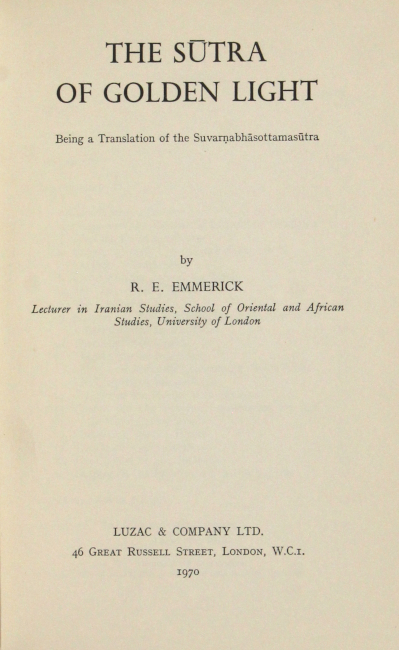 THE SŪTRA
OF GOLDEN LIGHT
Being a Translation of the Suvarṇabhāsottamasūtra
by
R. E. EMMERICK
Lecturer in Iranian Studies, School of Oriental and African
Studies, University of London
LUZAC & COMPANY LTD.
46 GREAT RUSSELL STREET, LONDON, W.C.1.
1970